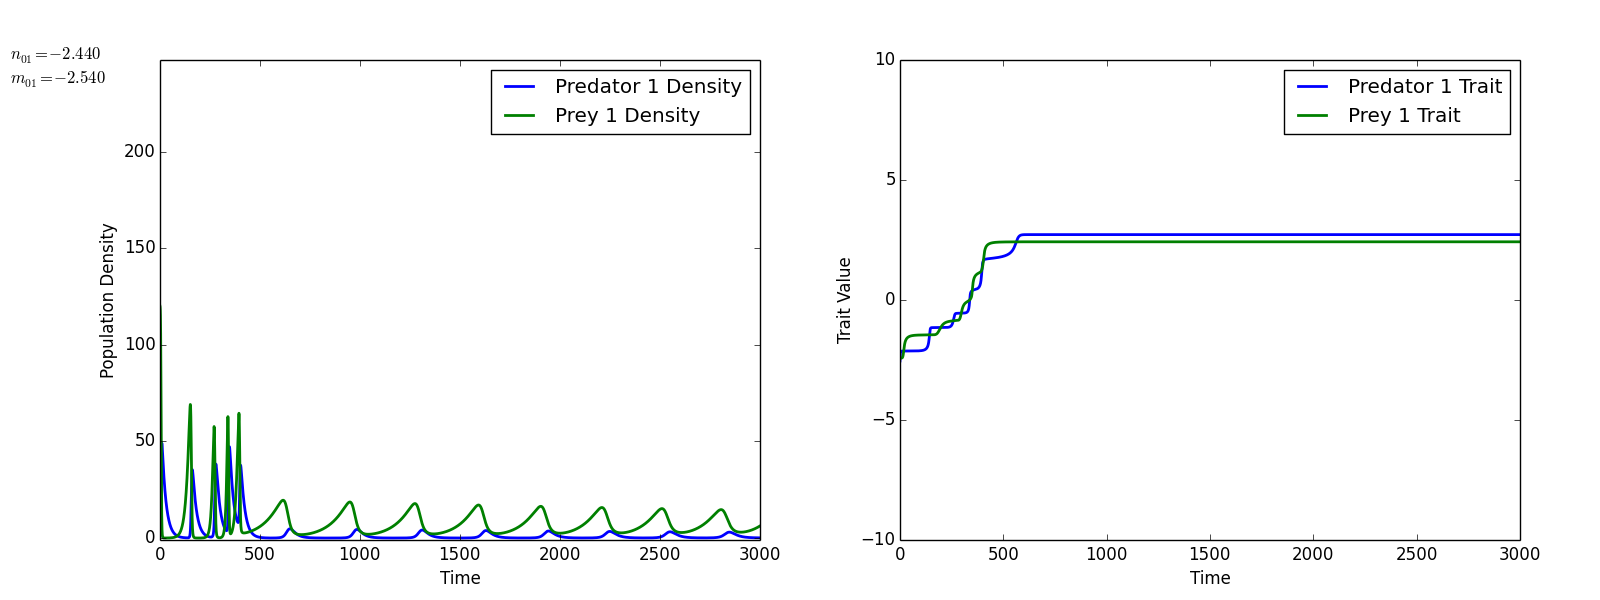 n₀₁ = −2.440
m₀₁ = −2.540
Predator 1 Density
Prey 1 Density
200
150
100
50
0
Population Density
0 500 1000 1500 2000 2500 3000
Time
Predator 1 Trait
Prey 1 Trait
10
5
0
−5
−10
Trait Value
0 500 1000 1500 2000 2500 3000
Time